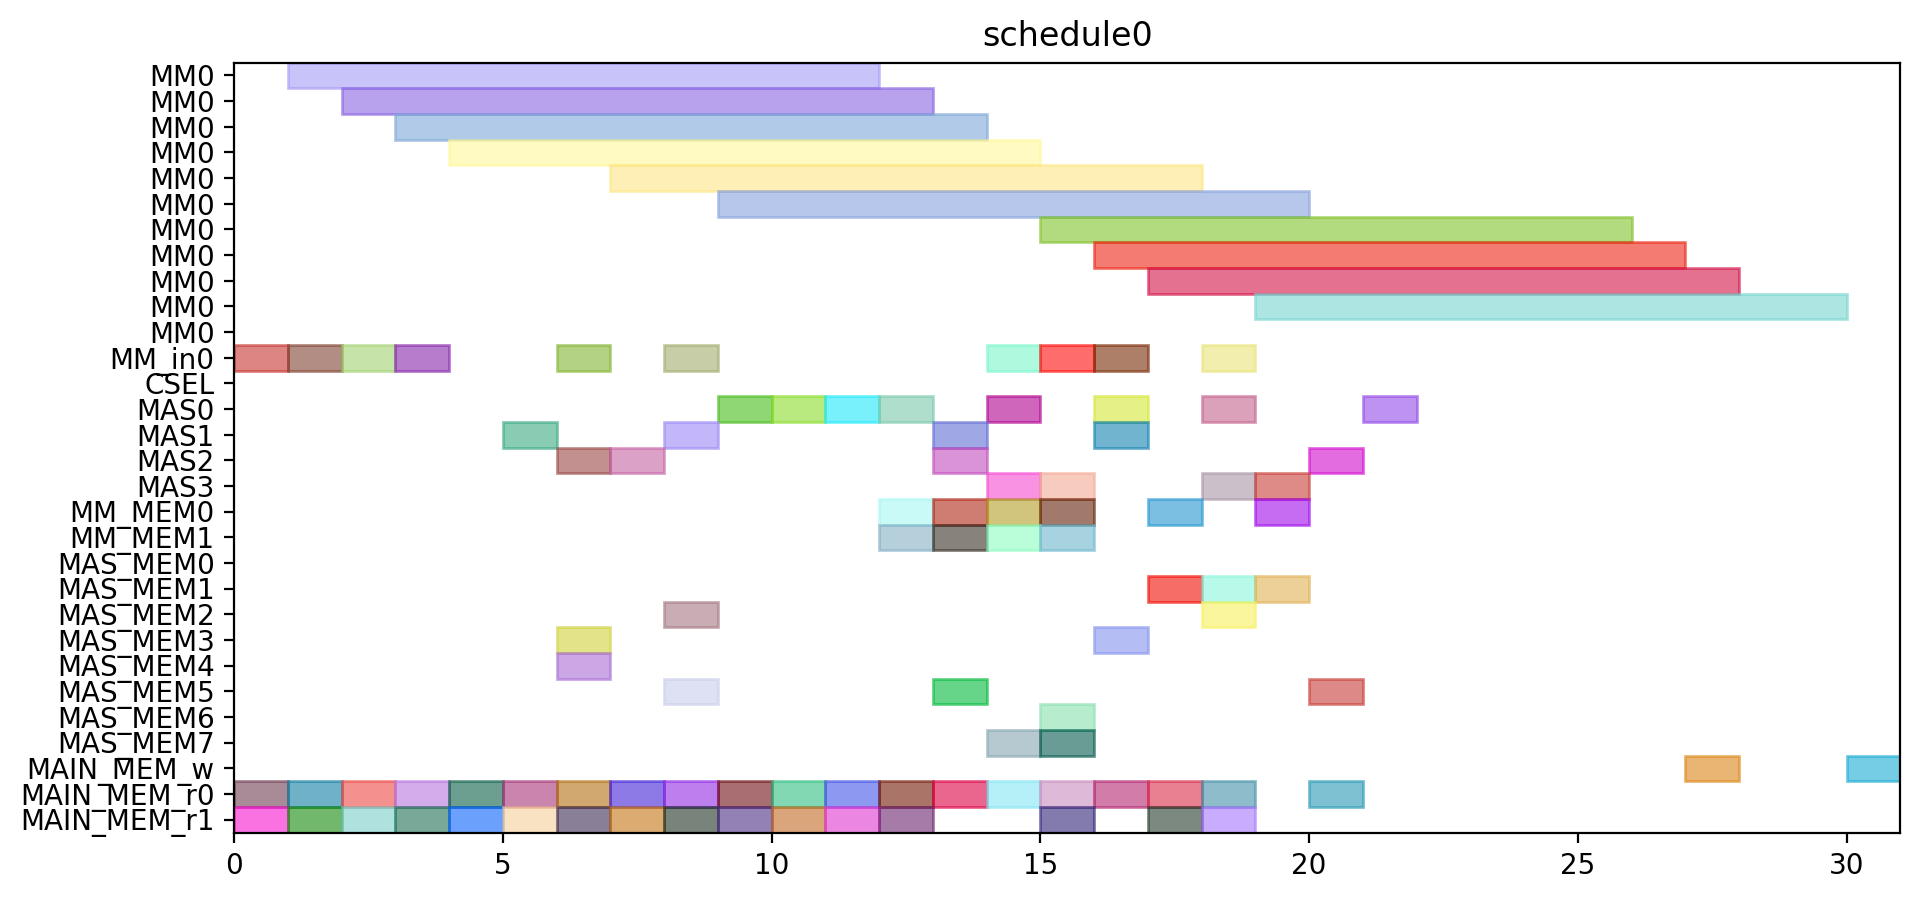 schedule0
MM0
MM0
MM0
MM0
MM0
MM0
MM0
MM0
MM0
MM0
MM0
MM_in0
CSEL
MAS0
MAS1
MAS2
MAS3
MM_MEM0
MM_MEM1
MAS_MEM0
MAS_MEM1
MAS_MEM2
MAS_MEM3
MAS_MEM4
MAS_MEM5
MAS_MEM6
MAS_MEM7
MAIN_MEM_w
MAIN_MEM_r0
MAIN_MEM_r1
0 5 10 15 20 25 30